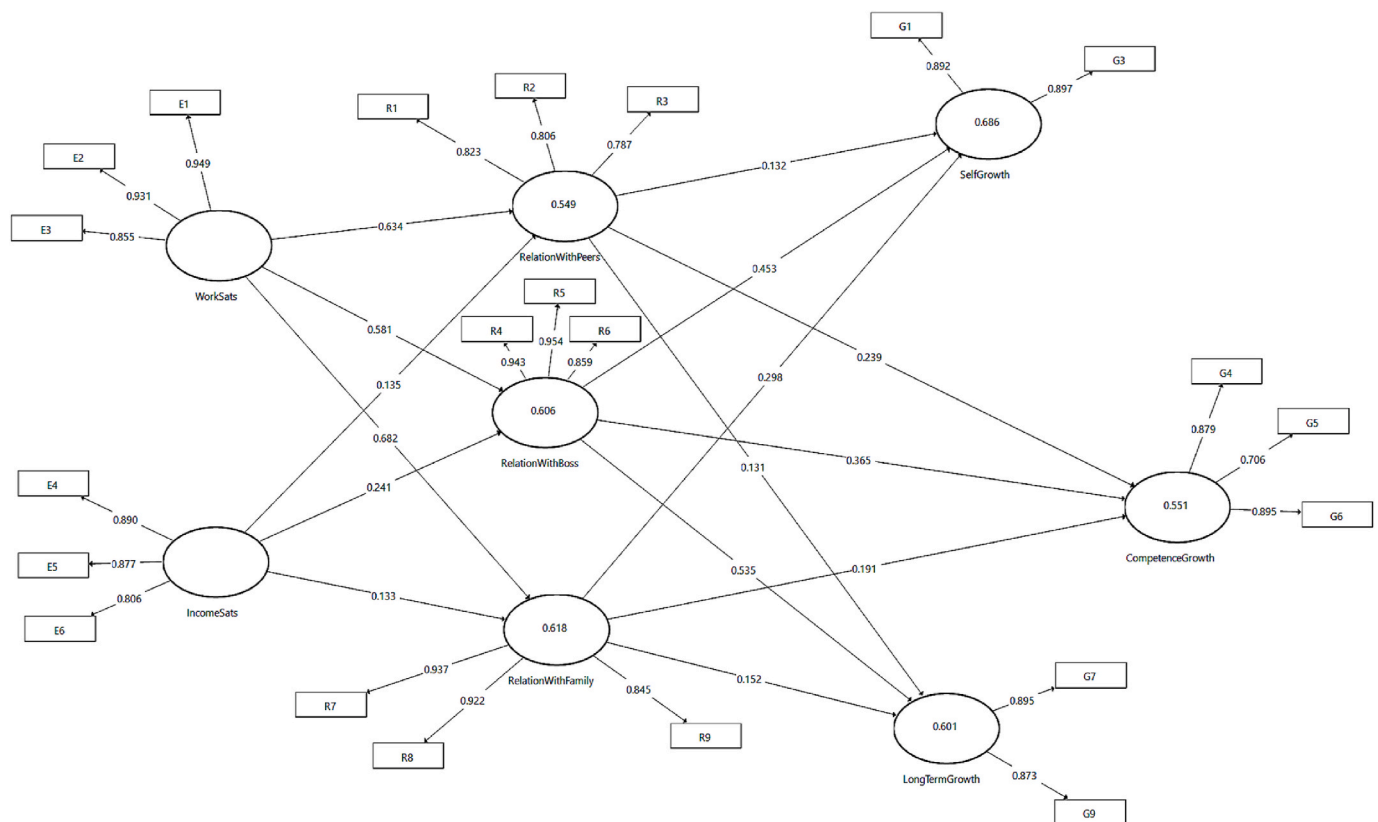 G1
G3
0.892
0.897
0.686
SelfGrowth
E1
E2
E3
0.949
0.931
0.855
WorkSats
R1
R2
R3
0.823
0.806
0.787
0.549
RelationWithPeers
0.634
0.132
0.581
0.135
0.682
R4
R5
R6
0.943
0.954
0.859
0.606
RelationWithBoss
0.453
0.298
0.239
0.365
0.131
0.535
G4
G5
G6
0.879
0.706
0.895
0.551
CompetenceGrowth
E4
E5
E6
0.890
0.877
0.806
IncomeSats
0.241
0.133
0.618
RelationWithFamily
0.191
0.152
0.937
0.922
0.845
R7
R8
R9
G7
G9
0.895
0.873
0.601
LongTermGrowth